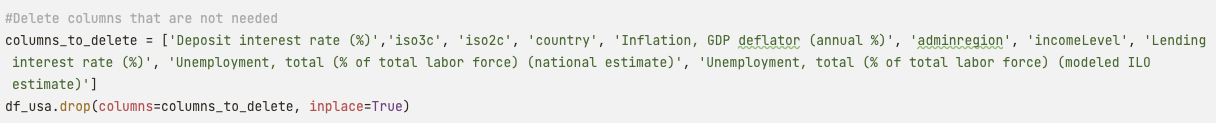 #Delete columns that are not needed
columns_to_delete = ['Deposit interest rate (%)','iso3c', 'iso2c', 'country', 'Inflation, GDP deflator (annual %)', 'adminregion', 'incomeLevel', 'Lending
interest rate (%)', 'Unemployment, total (% of total labor force) (national estimate)', 'Unemployment, total (% of total labor force) (modeled ILO
estimate)']
df_usa.drop(columns=columns_to_delete, inplace=True)